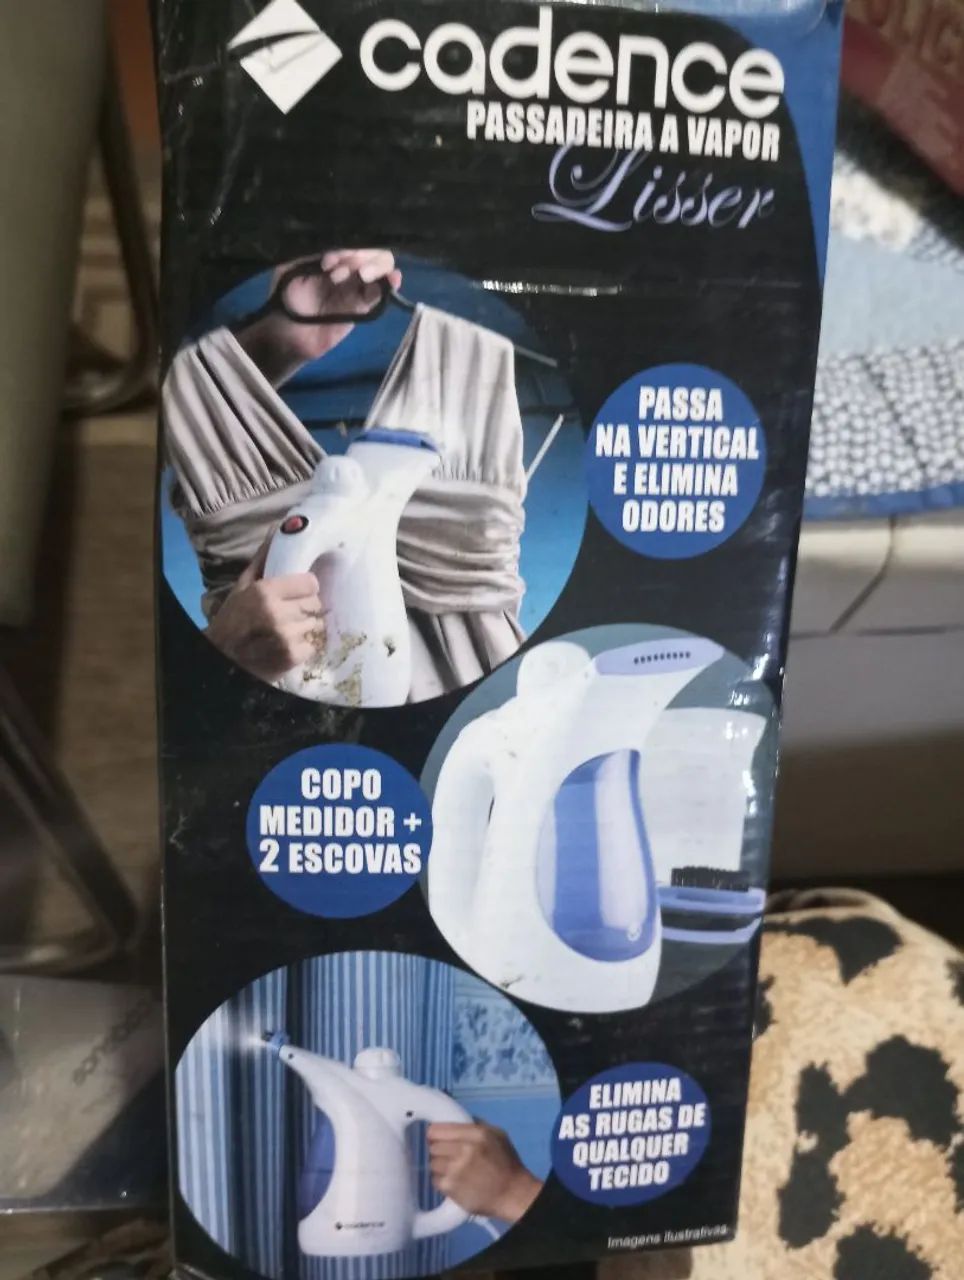 cadence
PASSADEIRA A VAPOR
Lisser
PASSA
NA VERTICAL
E ELIMINA
ODORES
COPO
MEDIDOR +
2 ESCOVAS
ELIMINA
AS RUGAS DE
QUALQUER
TECIDO
cadence
Imagens ilustrativas.